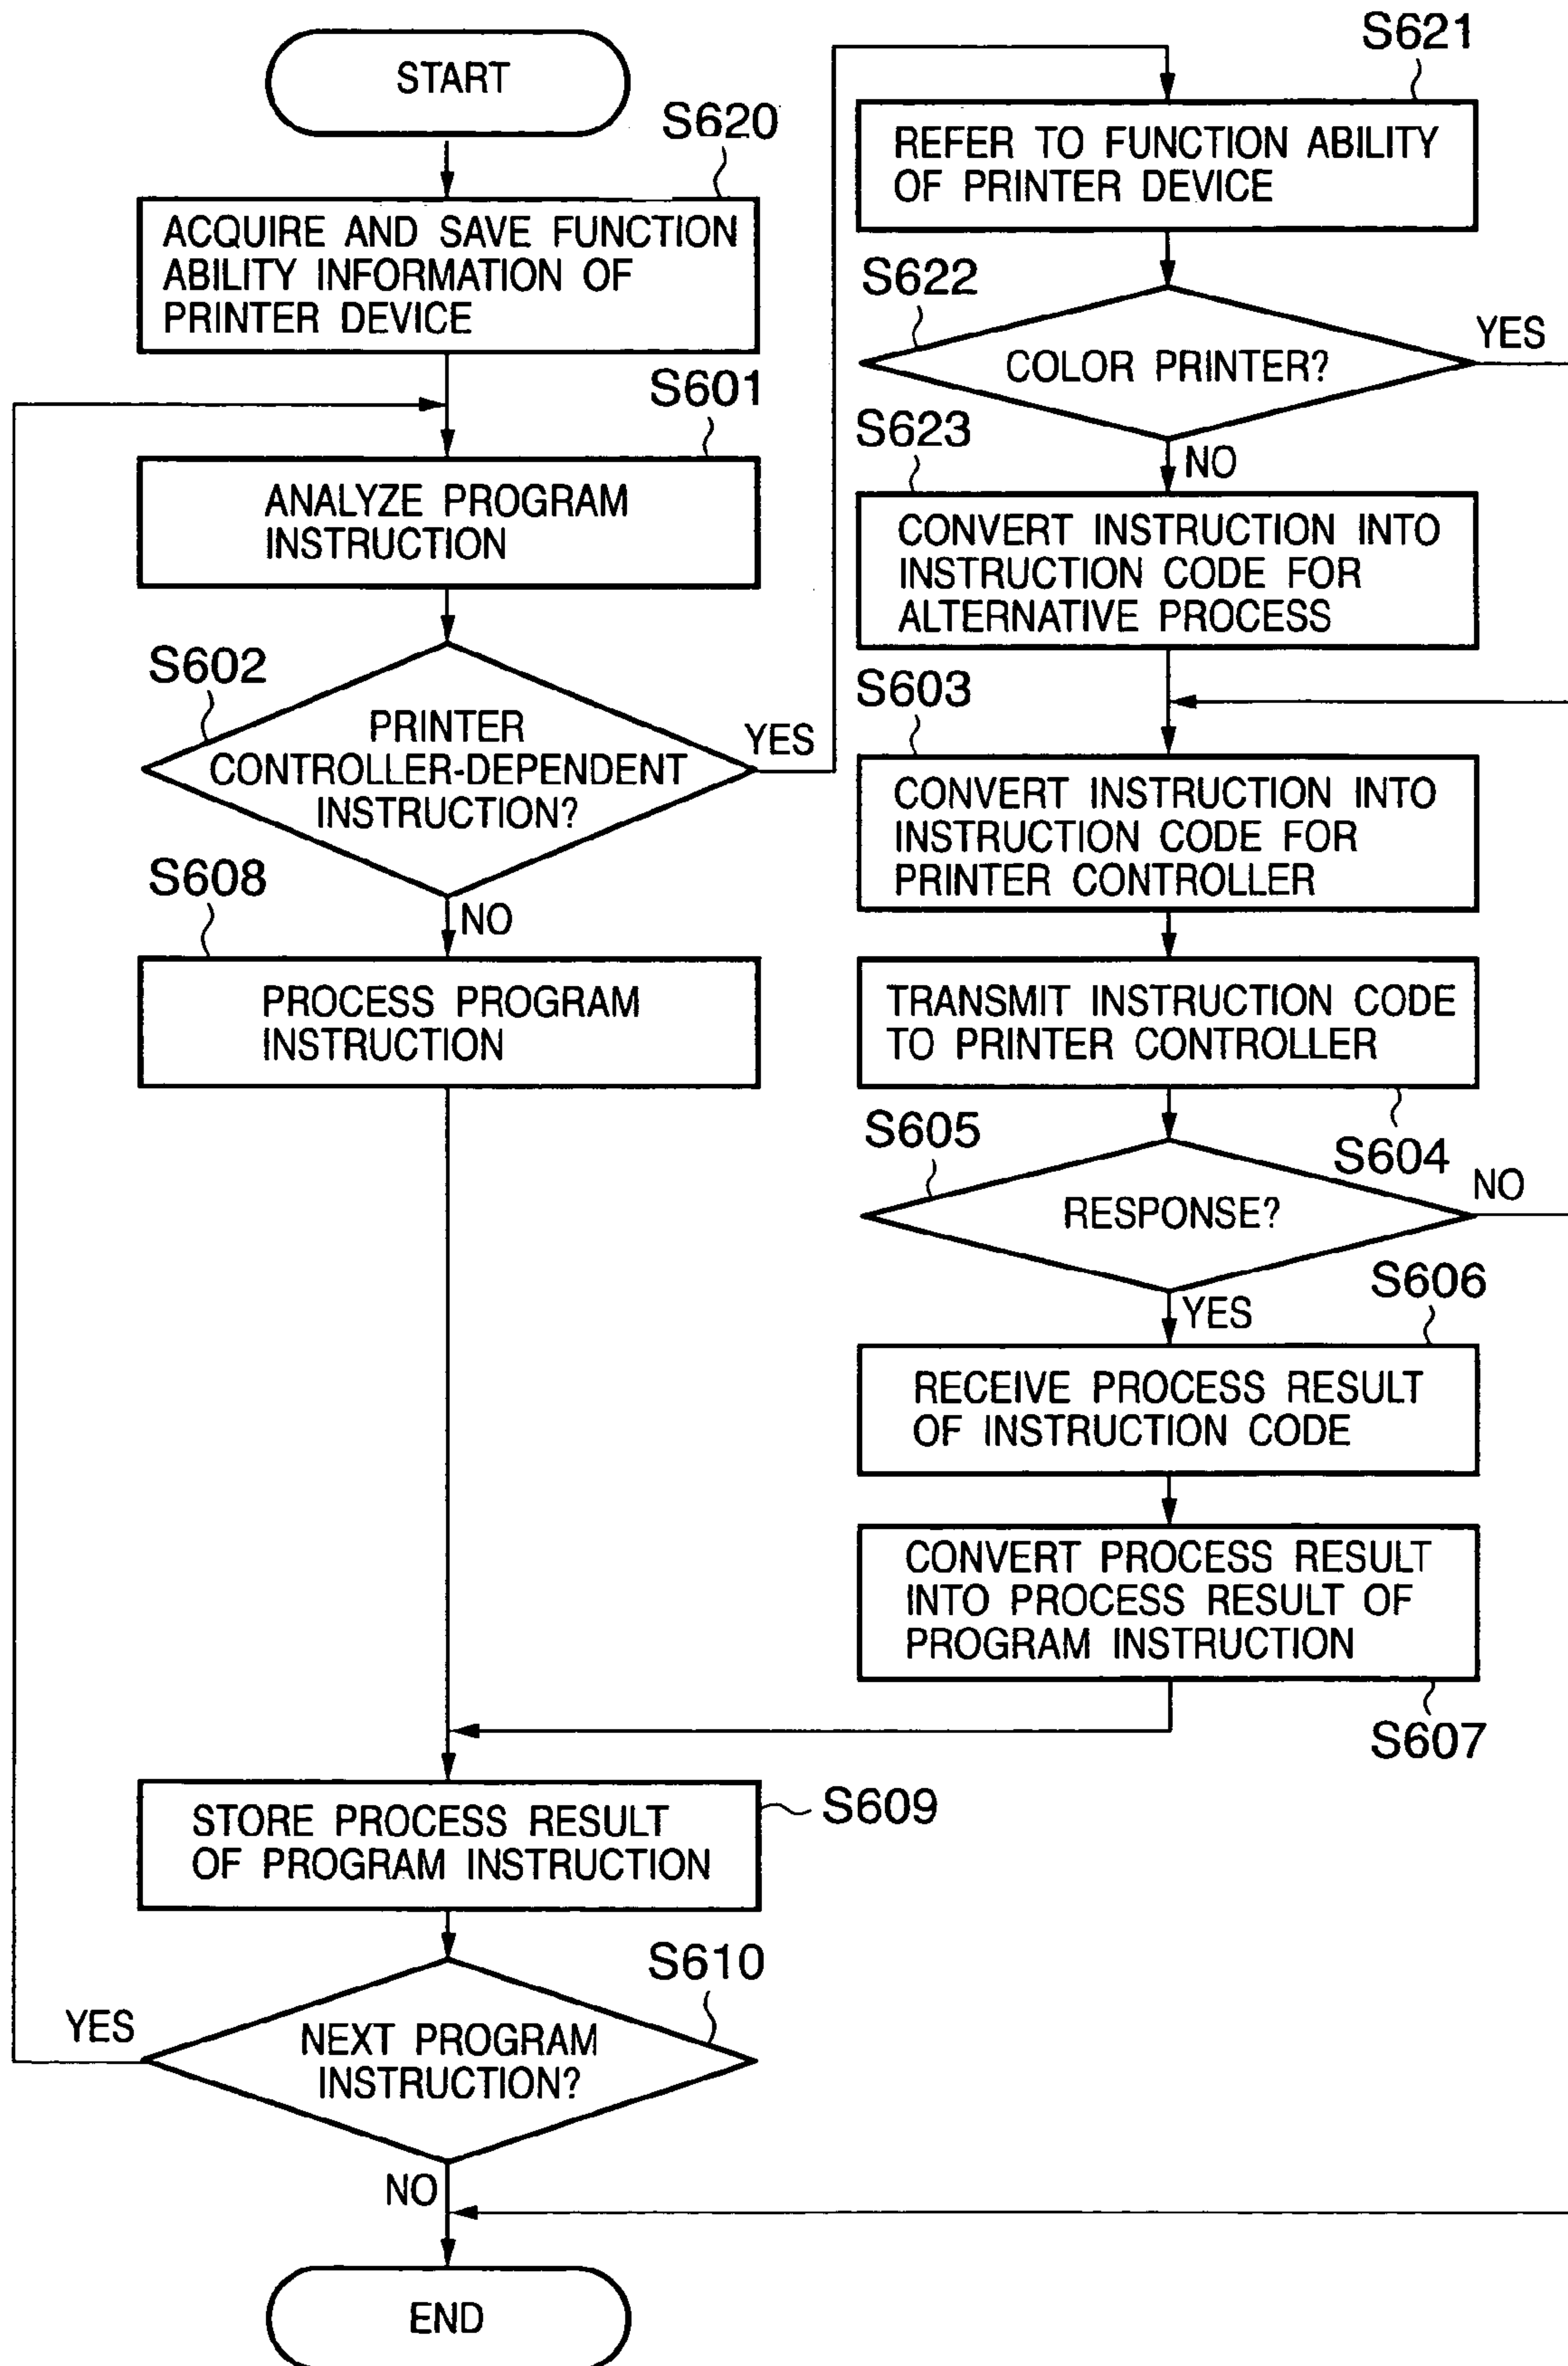 START
S620
ACQUIRE AND SAVE FUNCTION
ABILITY INFORMATION OF
PRINTER DEVICE
S601
ANALYZE PROGRAM
INSTRUCTION
S602
PRINTER
CONTROLLER-DEPENDENT
INSTRUCTION?
YES
NO
S608
PROCESS PROGRAM
INSTRUCTION
S621
REFER TO FUNCTION ABILITY
OF PRINTER DEVICE
S622
COLOR PRINTER?
YES
NO
S623
CONVERT INSTRUCTION INTO
INSTRUCTION CODE FOR
ALTERNATIVE PROCESS
S603
CONVERT INSTRUCTION INTO
INSTRUCTION CODE FOR
PRINTER CONTROLLER
TRANSMIT INSTRUCTION CODE
TO PRINTER CONTROLLER
S604
S605
RESPONSE?
NO
YES
S606
RECEIVE PROCESS RESULT
OF INSTRUCTION CODE
CONVERT PROCESS RESULT
INTO PROCESS RESULT OF
PROGRAM INSTRUCTION
S607
STORE PROCESS RESULT
OF PROGRAM INSTRUCTION
S609
S610
NEXT PROGRAM
INSTRUCTION?
YES
NO
END